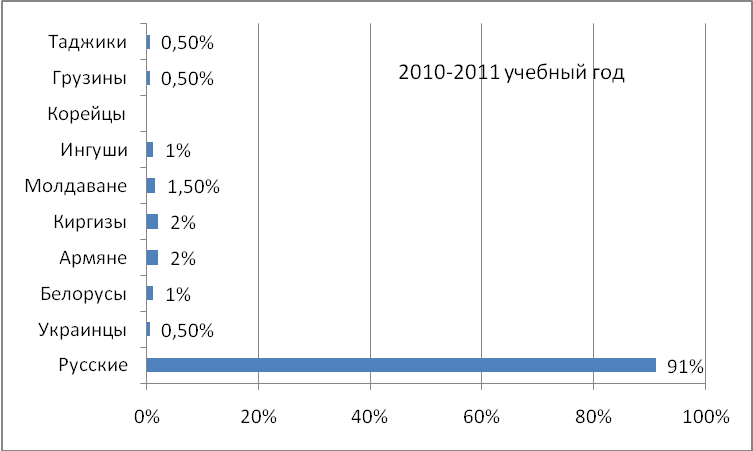 2010-2011 учебный год
Таджики 0,50%
Грузины 0,50%
Корейцы
Ингуши 1%
Молдаване 1,50%
Киргизы 2%
Армяне 2%
Белорусы 1%
Украинцы 0,50%
Русские 91%
0% 20% 40% 60% 80% 100%